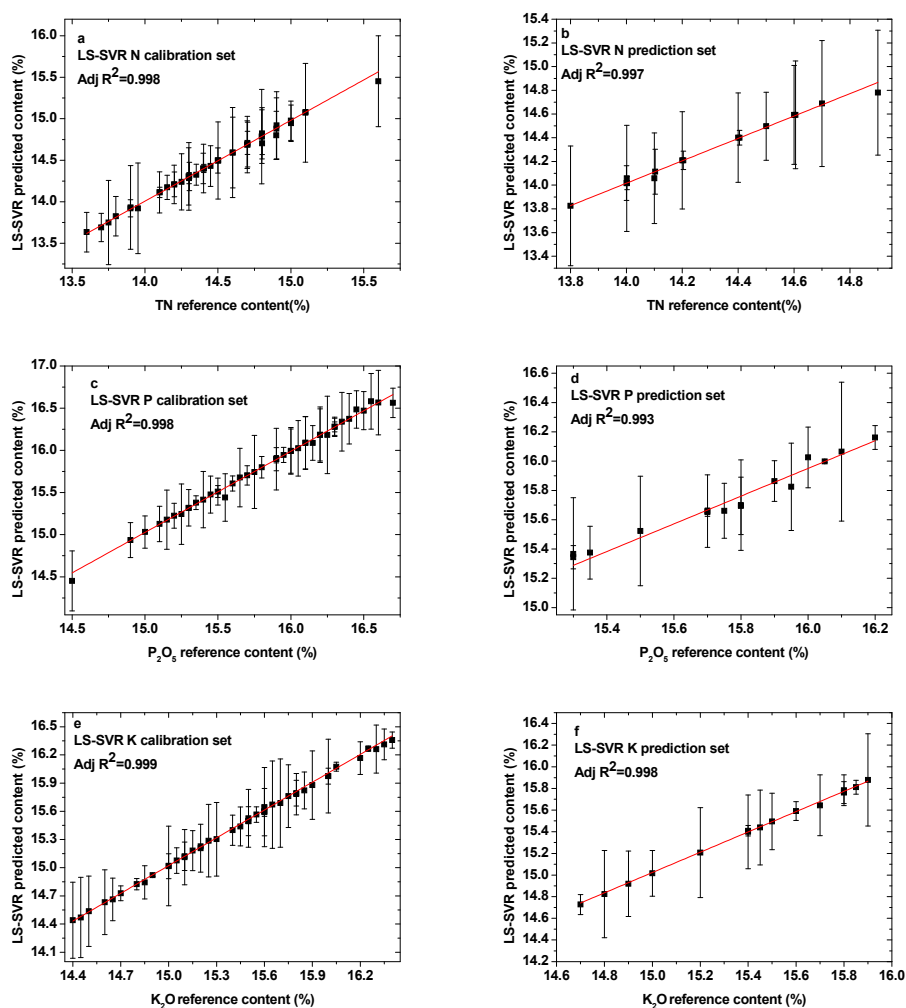 a
LS-SVR N calibration set
Adj R²=0.998
LS-SVR predicted content (%)
16.0
15.5
15.0
14.5
14.0
13.5
13.5 14.0 14.5 15.0 15.5
TN reference content(%)
b
LS-SVR N prediction set
Adj R²=0.997
LS-SVR predicted content (%)
15.4
15.2
15.0
14.8
14.6
14.4
14.2
14.0
13.8
13.6
13.4
13.8 14.0 14.2 14.4 14.6 14.8
TN reference content(%)
c
LS-SVR P calibration set
Adj R²=0.998
LS-SVR predicted content (%)
17.0
16.5
16.0
15.5
15.0
14.5
14.5 15.0 15.5 16.0 16.5
P₂O₅ reference content (%)
d
LS-SVR P prediction set
Adj R²=0.993
LS-SVR predicted content (%)
16.6
16.4
16.2
16.0
15.8
15.6
15.4
15.2
15.0
15.4 15.6 15.8 16.0 16.2
P₂O₅ reference content (%)
e
LS-SVR K calibration set
Adj R²=0.999
LS-SVR predicted content (%)
16.5
16.2
15.9
15.6
15.3
15.0
14.7
14.4
14.1
14.4 14.7 15.0 15.3 15.6 15.9 16.2
K₂O reference content (%)
f
LS-SVR K prediction set
Adj R²=0.998
LS-SVR predicted content (%)
16.4
16.2
16.0
15.8
15.6
15.4
15.2
15.0
14.8
14.6
14.4
14.2
14.6 14.8 15.0 15.2 15.4 15.6 15.8 16.0
K₂O reference content (%)